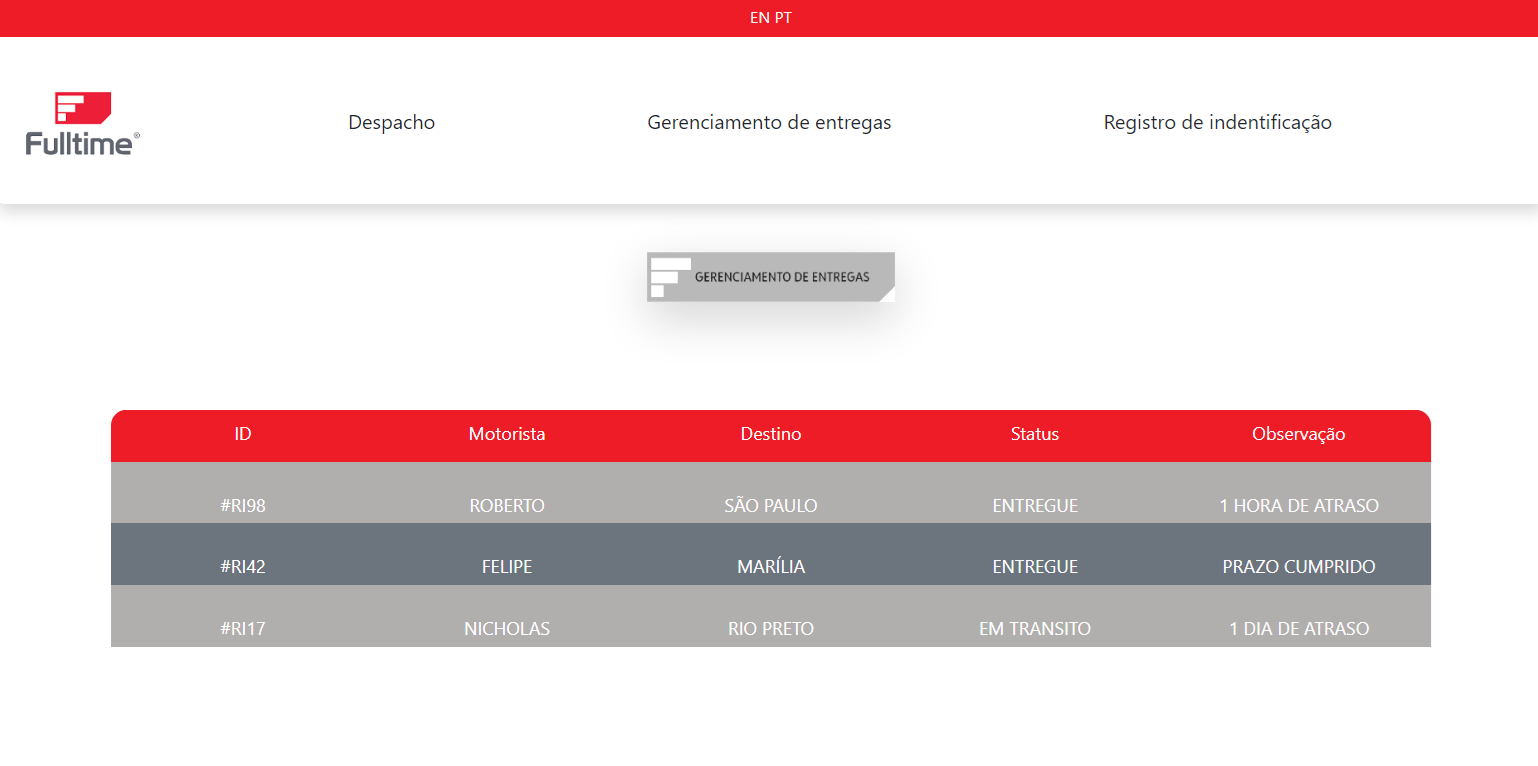 EN PT
Fulltime®
Despacho Gerenciamento de entregas Registro de indentificação
GERENCIAMENTO DE ENTREGAS
ID Motorista Destino Status Observação
#RI98 ROBERTO SÃO PAULO ENTREGUE 1 HORA DE ATRASO
#RI42 FELIPE MARÍLIA ENTREGUE PRAZO CUMPRIDO
#RI17 NICHOLAS RIO PRETO EM TRANSITO 1 DIA DE ATRASO